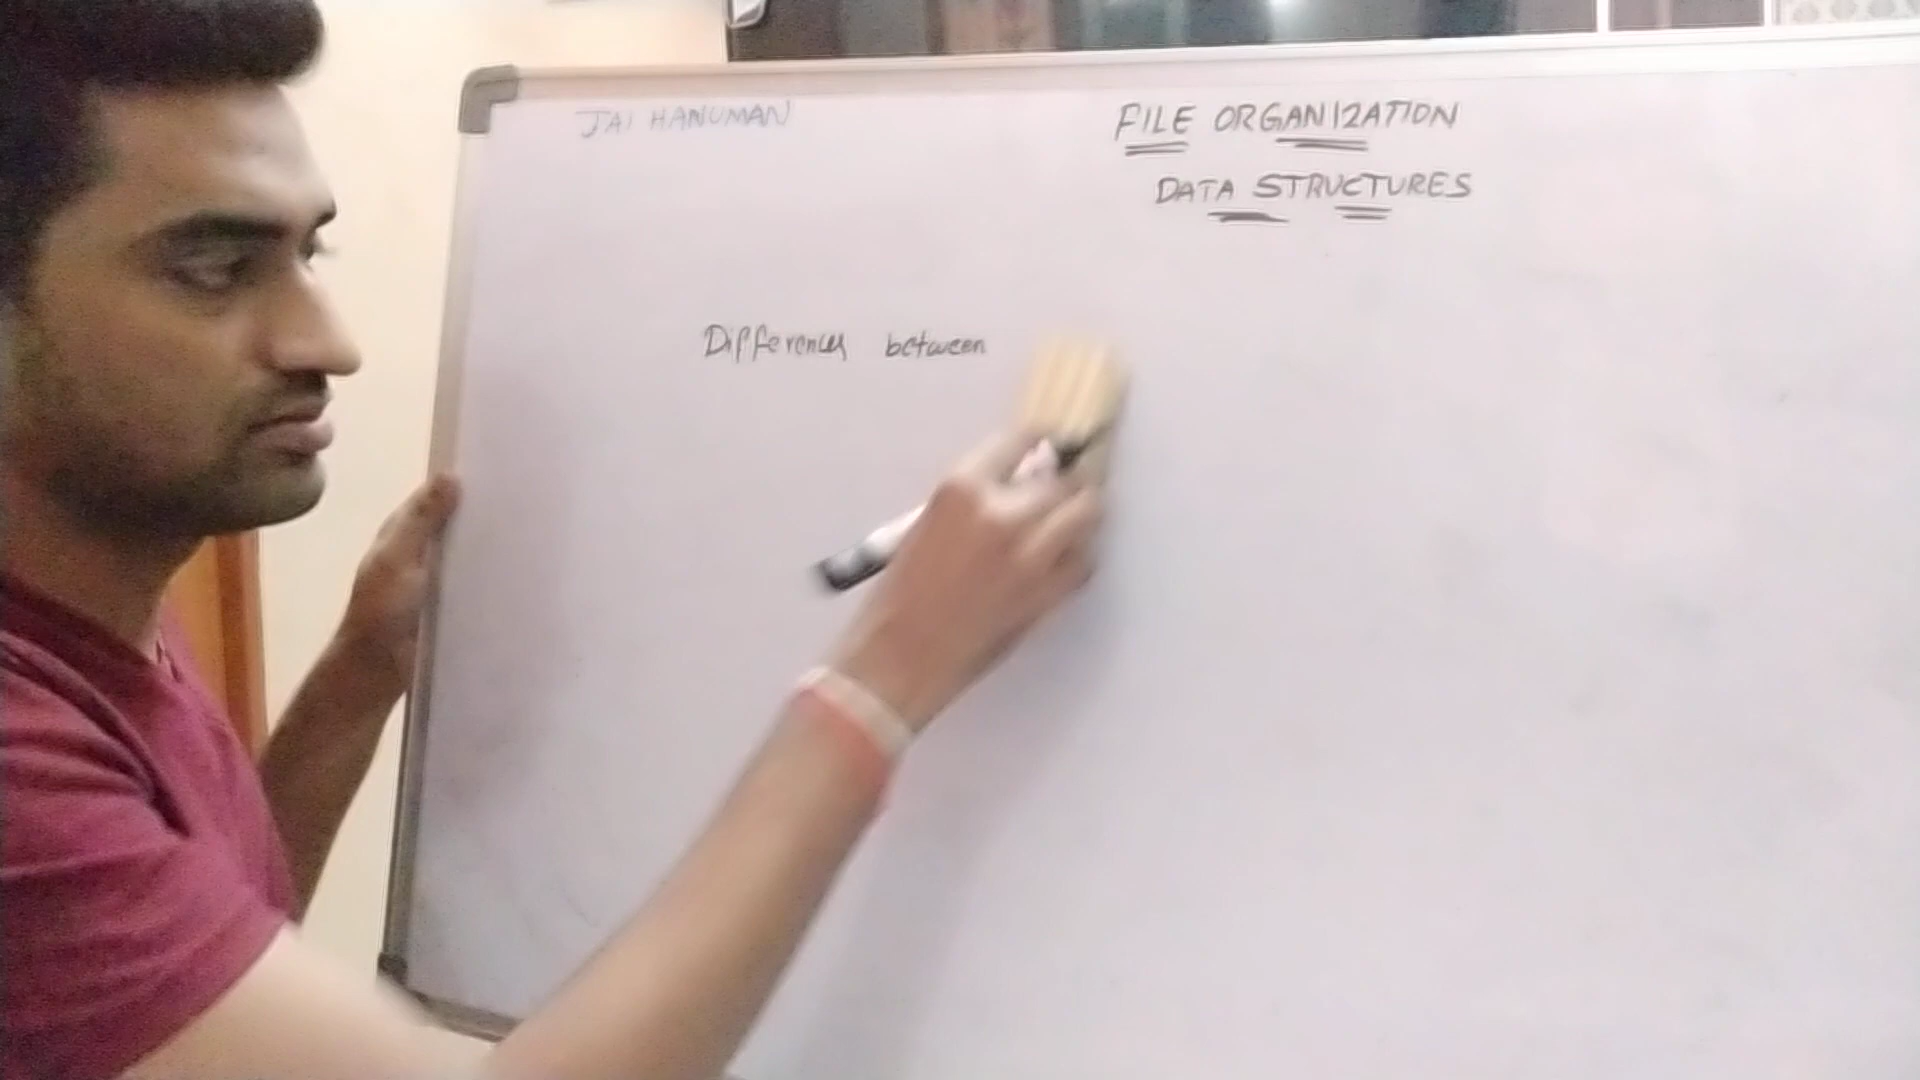 JAI HANUMAN
FILE ORGANIZATION
DATA STRUCTURES
Differences between